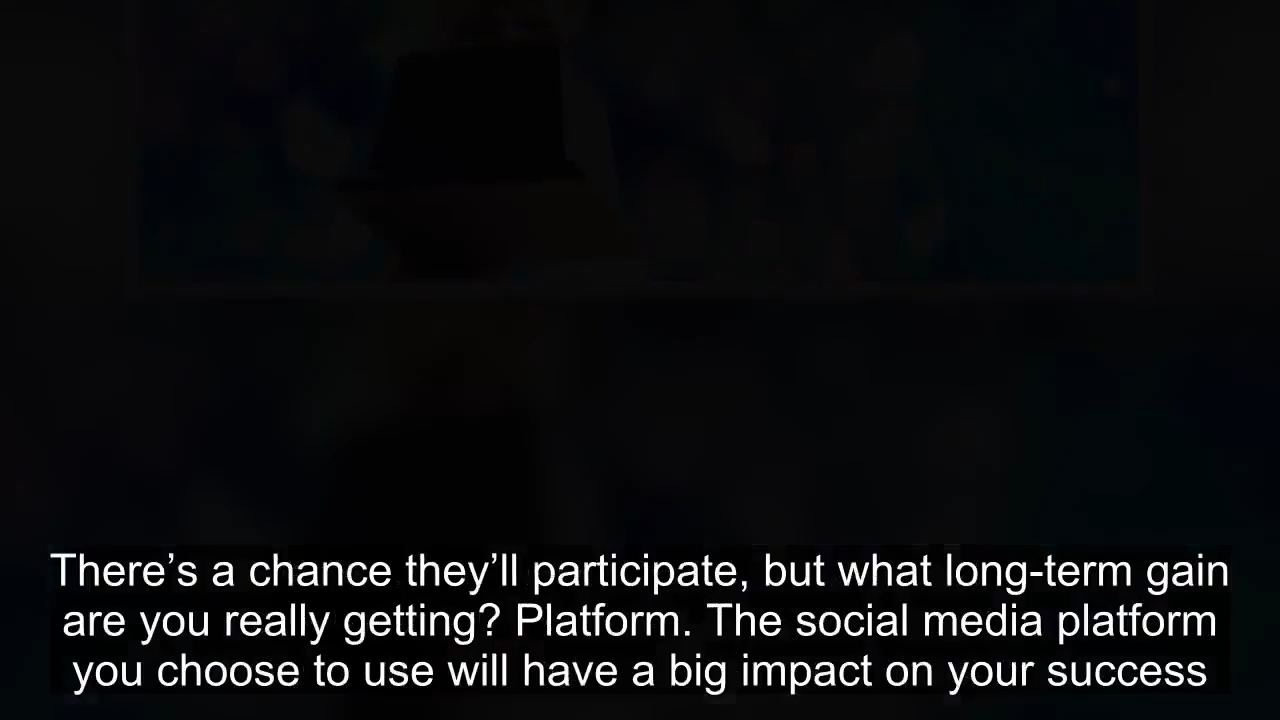 There’s a chance they’ll participate, but what long-term gain
are you really getting? Platform. The social media platform
you choose to use will have a big impact on your success